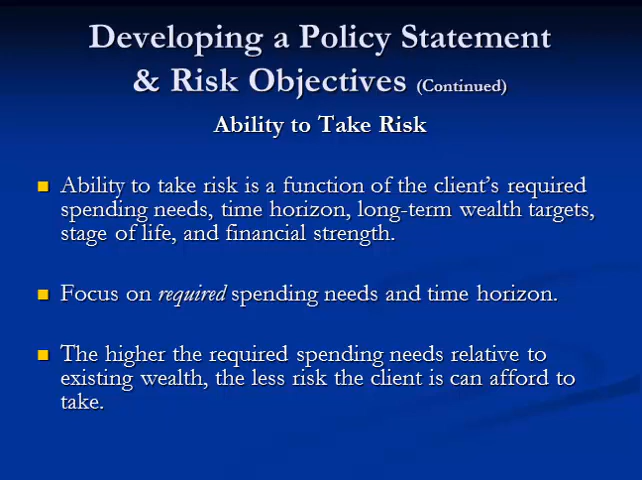 Developing a Policy Statement
& Risk Objectives (Continued)
Ability to Take Risk
Ability to take risk is a function of the client's required
spending needs, time horizon, long-term wealth targets,
stage of life, and financial strength.
Focus on required spending needs and time horizon.
The higher the required spending needs relative to
existing wealth, the less risk the client is can afford to
take.